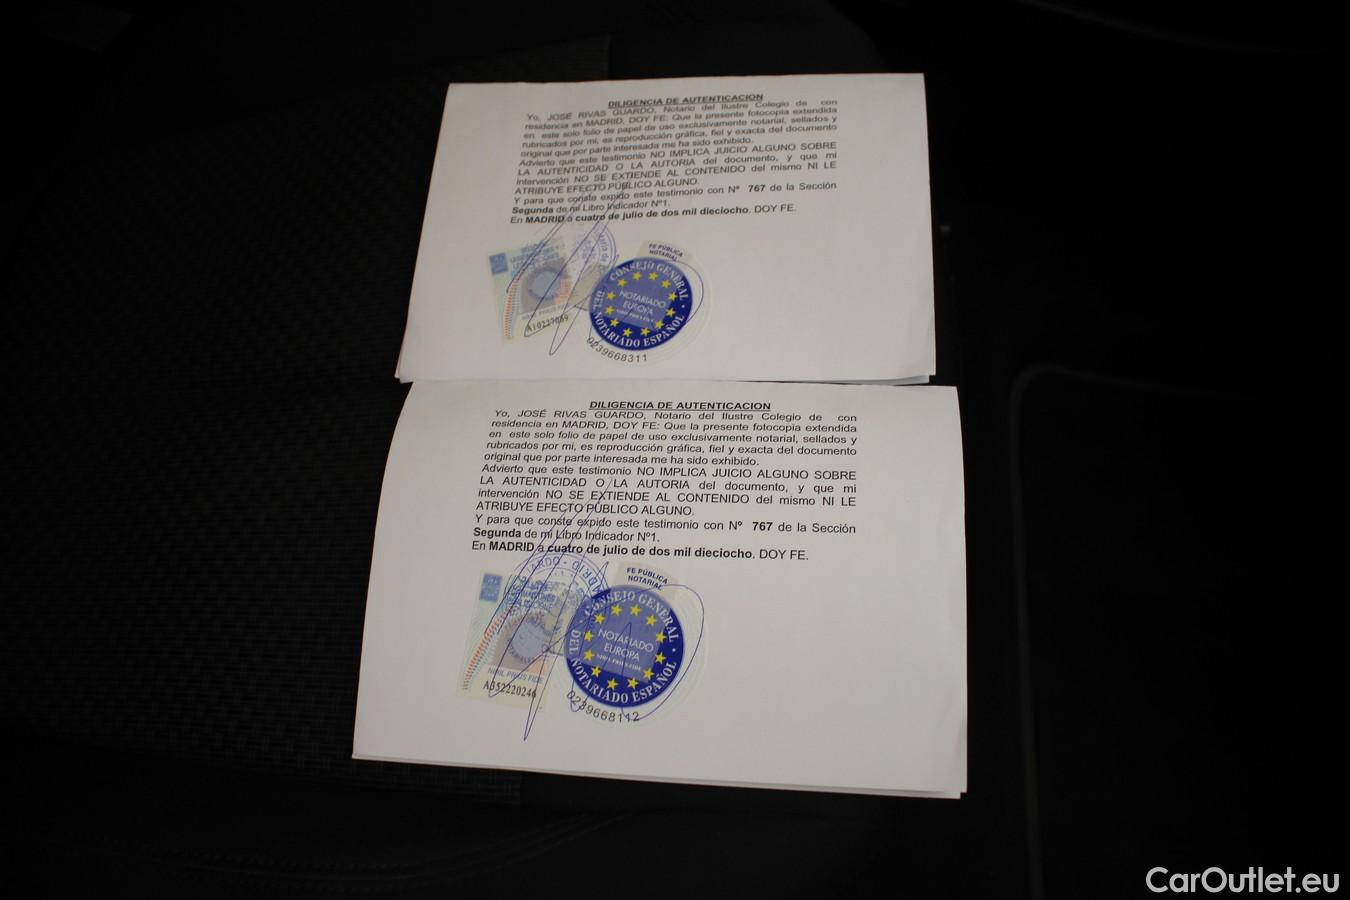 DILIGENCIA DE AUTENTICACION
Yo, JOSÉ RIVAS GUARDO, Notario del Ilustre Colegio de con
residencia en MADRID, DOY FE: Que la presente fotocopia extendida
en este solo folio de papel de uso exclusivamente notarial, sellados y
rubricados por mi, es reproducción gráfica, fiel y exacta del documento
original que por parte interesada me ha sido exhibido.
Advierto que este testimonio NO IMPLICA JUICIO ALGUNO SOBRE
LA AUTENTICIDAD O LA AUTORIA del documento, y que mi
intervención NO SE EXTIENDE AL CONTENIDO del mismo NI LE
ATRIBUYE EFECTO PÚBLICO ALGUNO.
Y para que conste expido este testimonio con Nº 767 de la Sección
Segunda de mi Libro Indicador Nº1.
En MADRID a cuatro de julio de dos mil dieciocho. DOY FE.
FE PÚBLICA
NOTARIAL
CONSEJO GENERAL
DEL NOTARIADO ESPAÑOL
NOTARIADO
EUROPA
NIHIL PRIUS FIDE
NIHIL PRIUS FIDE
0239668311
DILIGENCIA DE AUTENTICACION
Yo, JOSÉ RIVAS GUARDO, Notario del Ilustre Colegio de con
residencia en MADRID, DOY FE: Que la presente fotocopia extendida
en este solo folio de papel de uso exclusivamente notarial, sellados y
rubricados por mi, es reproducción gráfica, fiel y exacta del documento
original que por parte interesada me ha sido exhibido.
Advierto que este testimonio NO IMPLICA JUICIO ALGUNO SOBRE
LA AUTENTICIDAD O LA AUTORIA del documento, y que mi
intervención NO SE EXTIENDE AL CONTENIDO del mismo NI LE
ATRIBUYE EFECTO PÚBLICO ALGUNO.
Y para que conste expido este testimonio con Nº 767 de la Sección
Segunda de mi Libro Indicador Nº1.
En MADRID a cuatro de julio de dos mil dieciocho. DOY FE.
FE PÚBLICA
NOTARIAL
CONSEJO GENERAL
DEL NOTARIADO ESPAÑOL
NOTARIADO
EUROPA
NIHIL PRIUS FIDE
NIHIL PRIUS FIDE
A352220246
0239668112
CarOutlet.eu